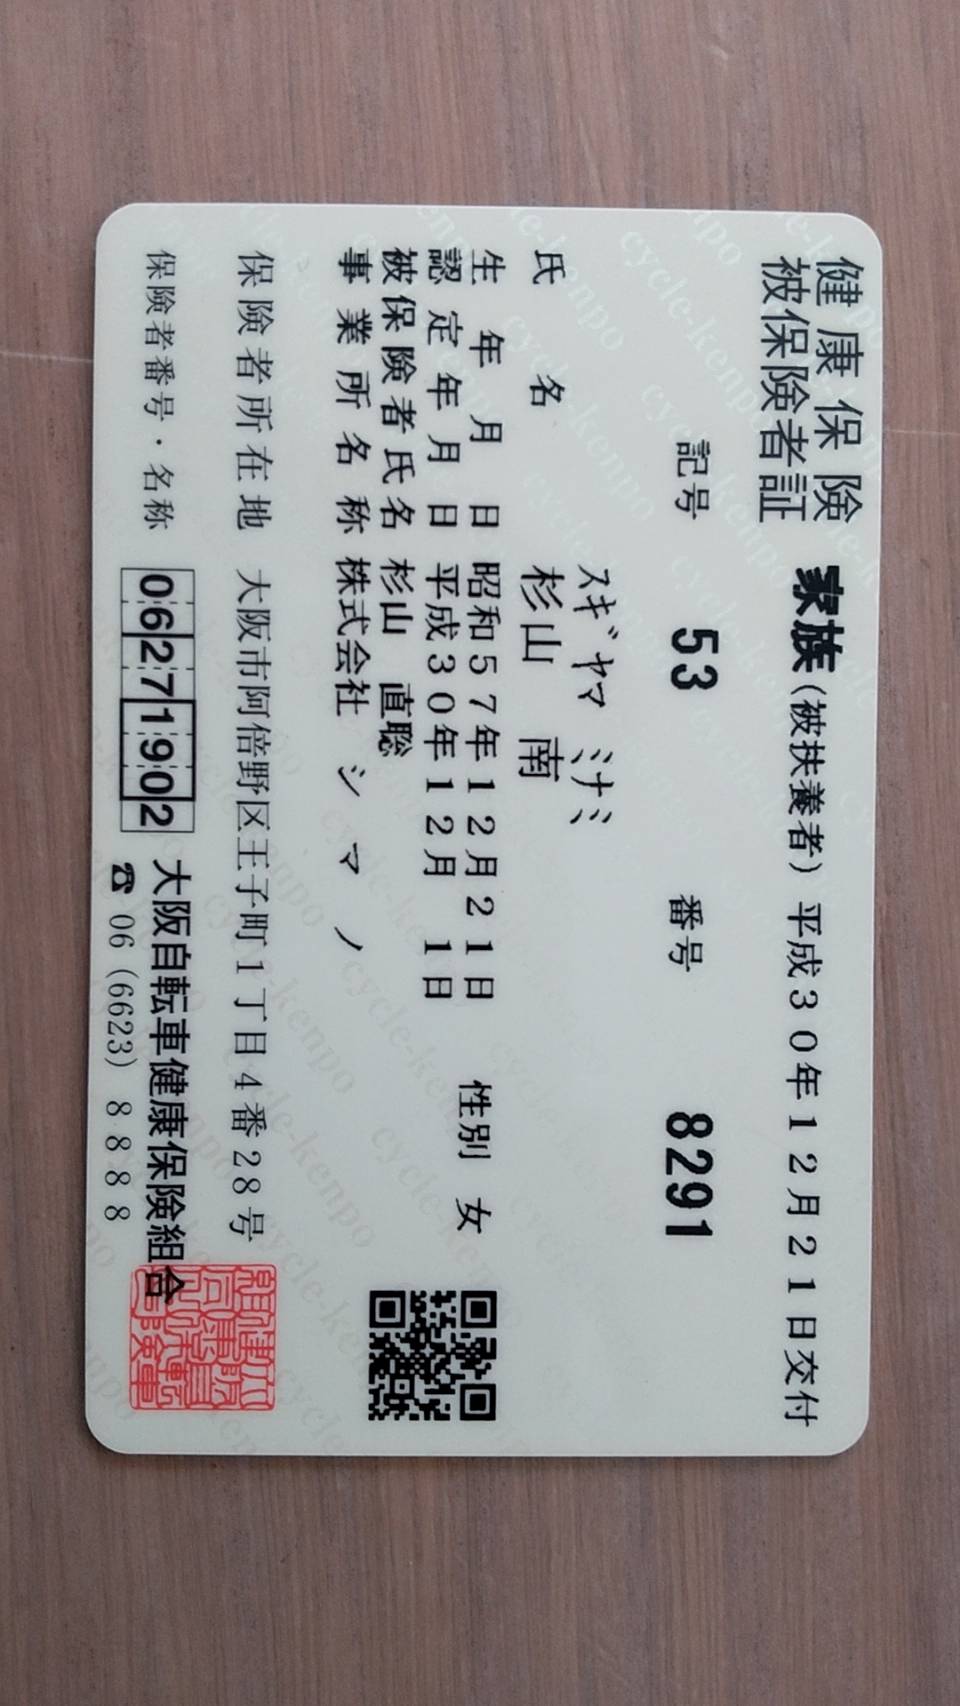 健康保険 家族(被扶養者) 平成30年12月21日交付
被保険者証
記号 53 番号 8291
スギヤマ ミナミ
氏名 杉山 南
生年月日 昭和57年12月21日 性別 女
認定年月日 平成30年12月 1日
被保険者氏名 杉山 直聡
事業所名称 株式会社 シマノ
保険者所在地 大阪市阿倍野区王子町1丁目4番28号
保険者番号・名称 06271902 大阪自転車健康保険組合
☎ 06 (6623) 8888
cycle-kenpo